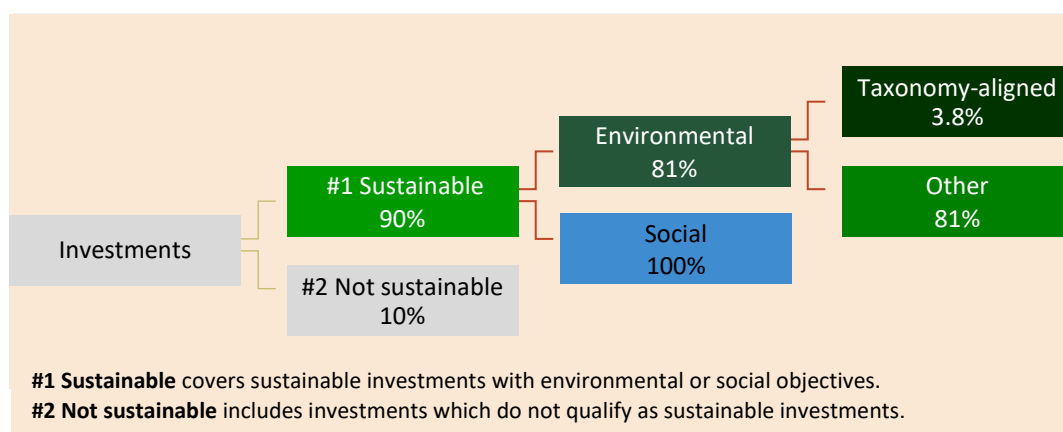 Taxonomy-aligned
3.8%
Environmental
81%
#1 Sustainable
90%
Other
81%
Investments
Social
100%
#2 Not sustainable
10%
#1 Sustainable covers sustainable investments with environmental or social objectives.
#2 Not sustainable includes investments which do not qualify as sustainable investments.